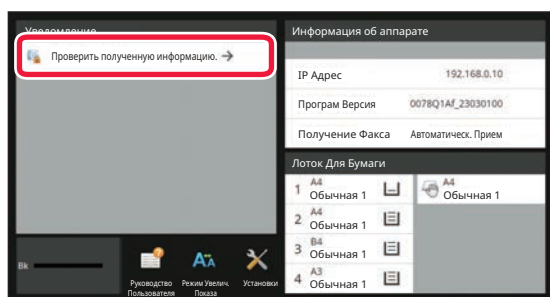 Уведомление
Проверить полученную информацию. →
Информация об аппарате
IP Адрес 192.168.0.10
Програм Версия 0078Q1Af_23030100
Получение Факса Автоматическ. Прием
Лоток Для Бумаги
1 A4
Обычная 1
A4
Обычная 1
2 A4
Обычная 1
3 B4
Обычная 1
4 A3
Обычная 1
Bk
Руководство
Пользователя
Режим Увелич.
Показа
Установки